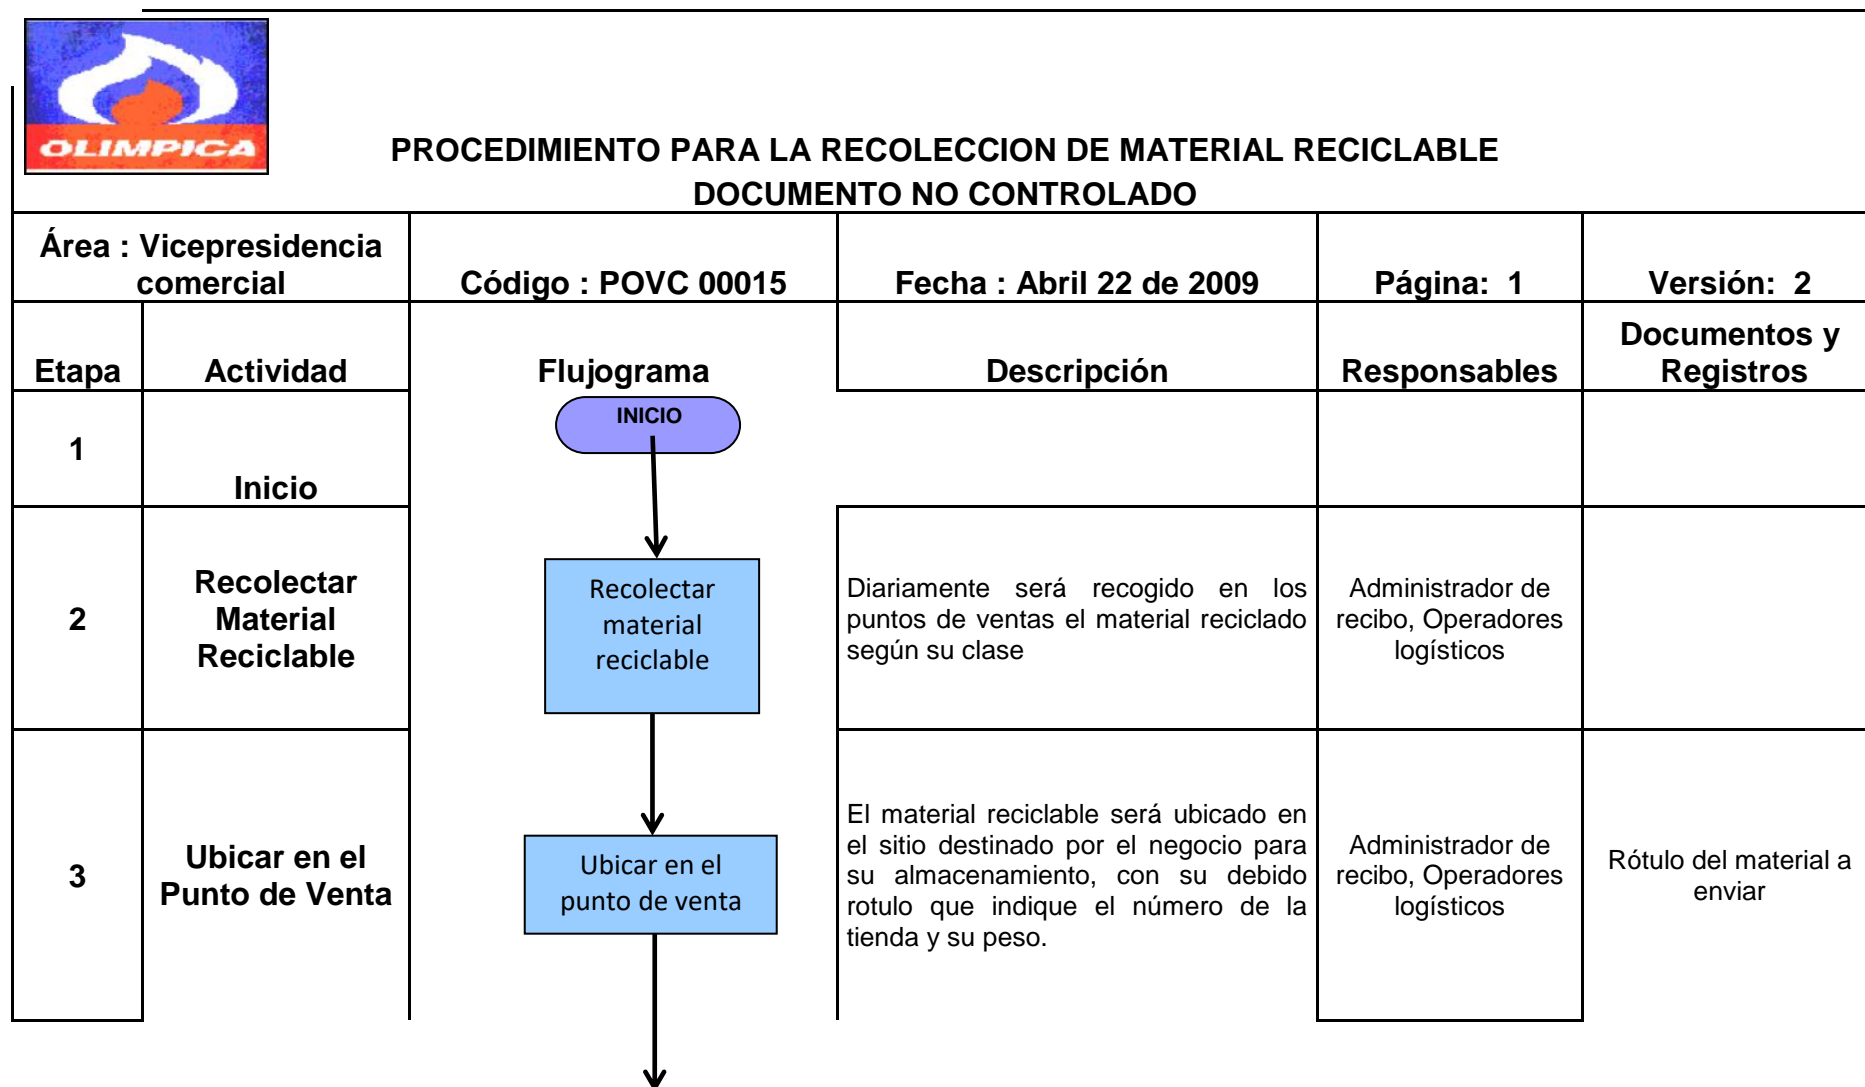 OLIMPICA
PROCEDIMIENTO PARA LA RECOLECCION DE MATERIAL RECICLABLE
DOCUMENTO NO CONTROLADO
Área : Vicepresidencia
comercial
Código : POVC 00015
Fecha : Abril 22 de 2009
Página: 1
Versión: 2
Etapa
Actividad
Flujograma
Descripción
Responsables
Documentos y
Registros
1
Inicio
INICIO
2
Recolectar
Material
Reciclable
Recolectar
material
reciclable
Diariamente será recogido en los
puntos de ventas el material reciclado
según su clase
Administrador de
recibo, Operadores
logísticos
3
Ubicar en el
Punto de Venta
Ubicar en el
punto de venta
El material reciclable será ubicado en
el sitio destinado por el negocio para
su almacenamiento, con su debido
rotulo que indique el número de la
tienda y su peso.
Administrador de
recibo, Operadores
logísticos
Rótulo del material a
enviar